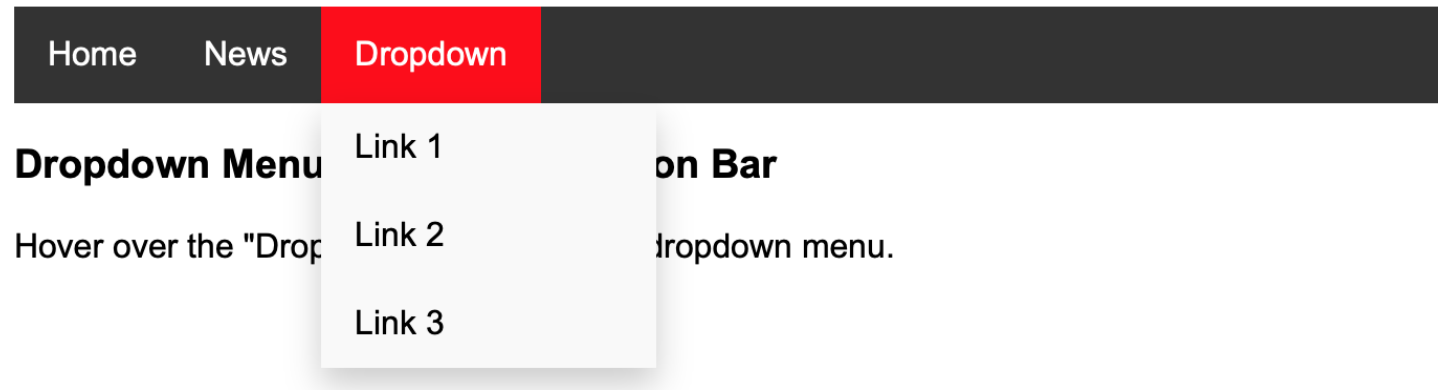 Home News Dropdown
Link 1
Dropdown Menu on Bar
Link 2
Hover over the "Drop dropdown menu.
Link 3